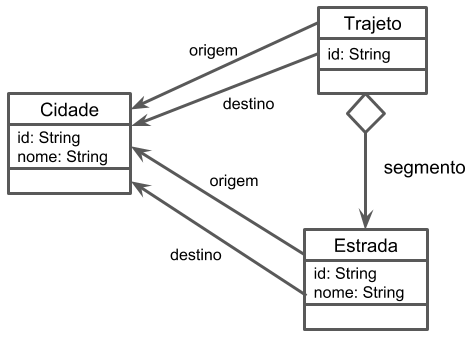 Trajeto
id: String
origem
destino
Cidade
id: String
nome: String
segmento
origem
destino
Estrada
id: String
nome: String